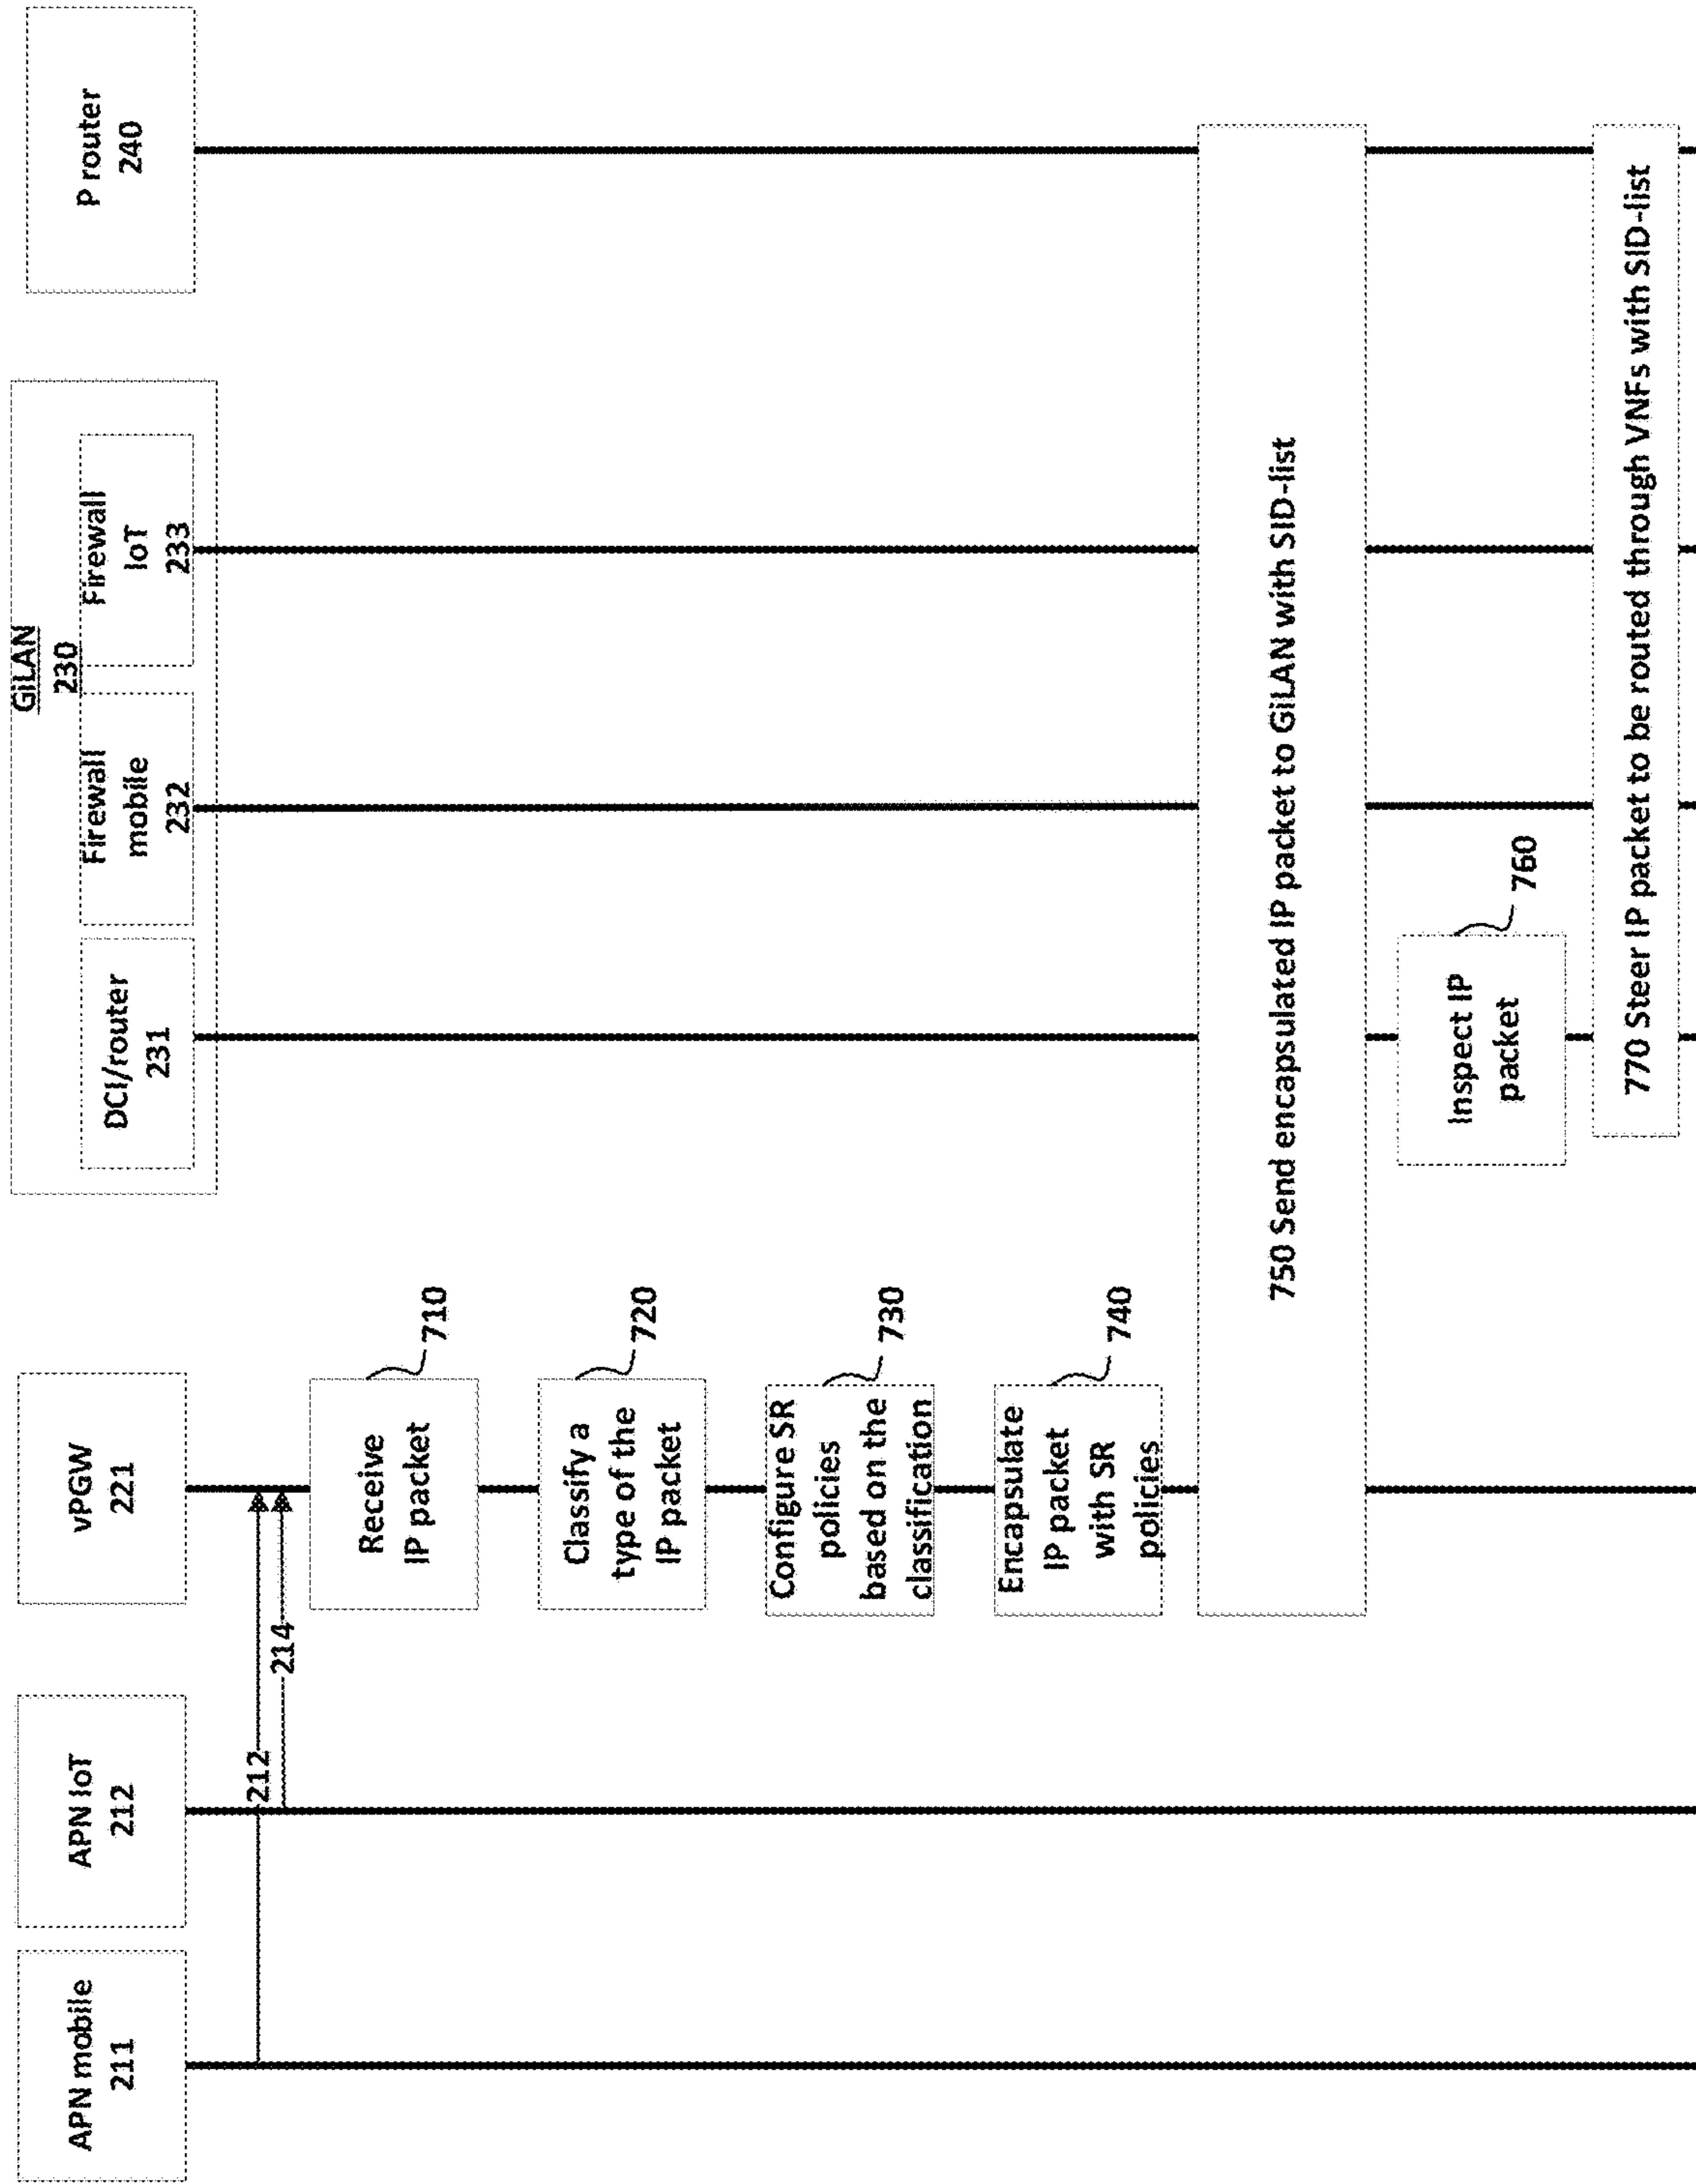 APN mobile
211
APN IoT
212
vPGW
221
GiLAN
230
DCI/router
231
Firewall
mobile
232
Firewall
IoT
233
P router
240
212
214
Receive
IP packet
710
Classify a
type of the
IP packet
720
Configure SR
policies
based on the
classification
730
Encapsulate
IP packet
with SR
policies
740
750 Send encapsulated IP packet to GiLAN with SID-list
Inspect IP
packet
760
770 Steer IP packet to be routed through VNFs with SID-list